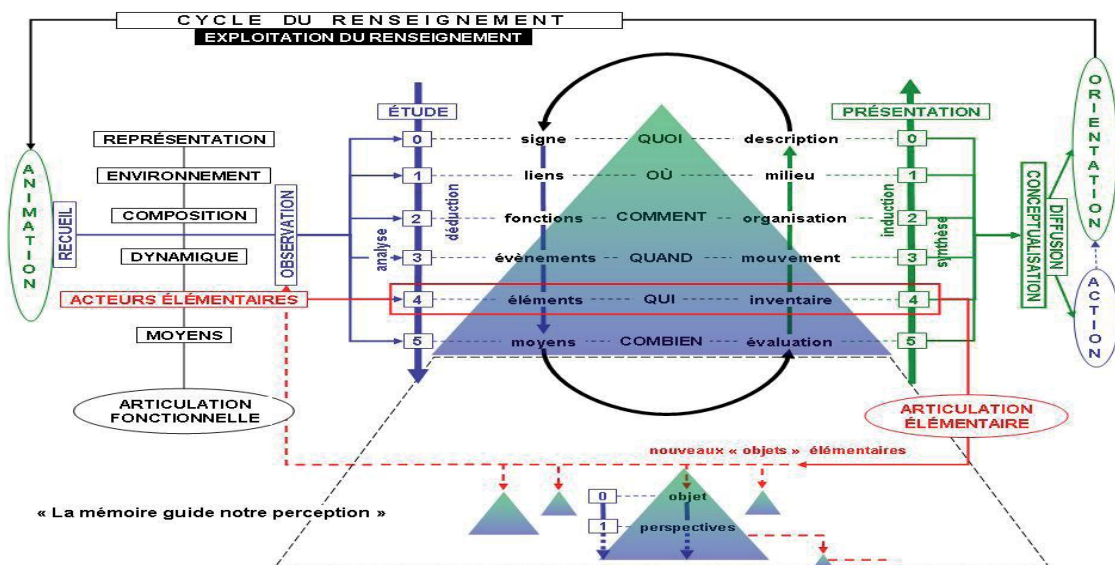 CYCLE DU RENSEIGNEMENT
EXPLOITATION DU RENSEIGNEMENT
ANIMATION
RECUEIL
REPRÉSENTATION
ENVIRONNEMENT
COMPOSITION
DYNAMIQUE
ACTEURS ÉLÉMENTAIRES
MOYENS
ARTICULATION
FONCTIONNELLE
OBSERVATION
analyse
ÉTUDE
déduction
0 signe QUOI description 0
1 liens OÙ milieu 1
2 fonctions COMMENT organisation 2
3 évènements QUAND mouvement 3
4 éléments QUI inventaire 4
5 moyens COMBIEN évaluation 5
PRÉSENTATION
induction
synthèse
CONCEPTUALISATION
DIFFUSION
ORIENTATION
ACTION
ARTICULATION
ÉLÉMENTAIRE
nouveaux « objets » élémentaires
0 objet
1 perspectives
« La mémoire guide notre perception »